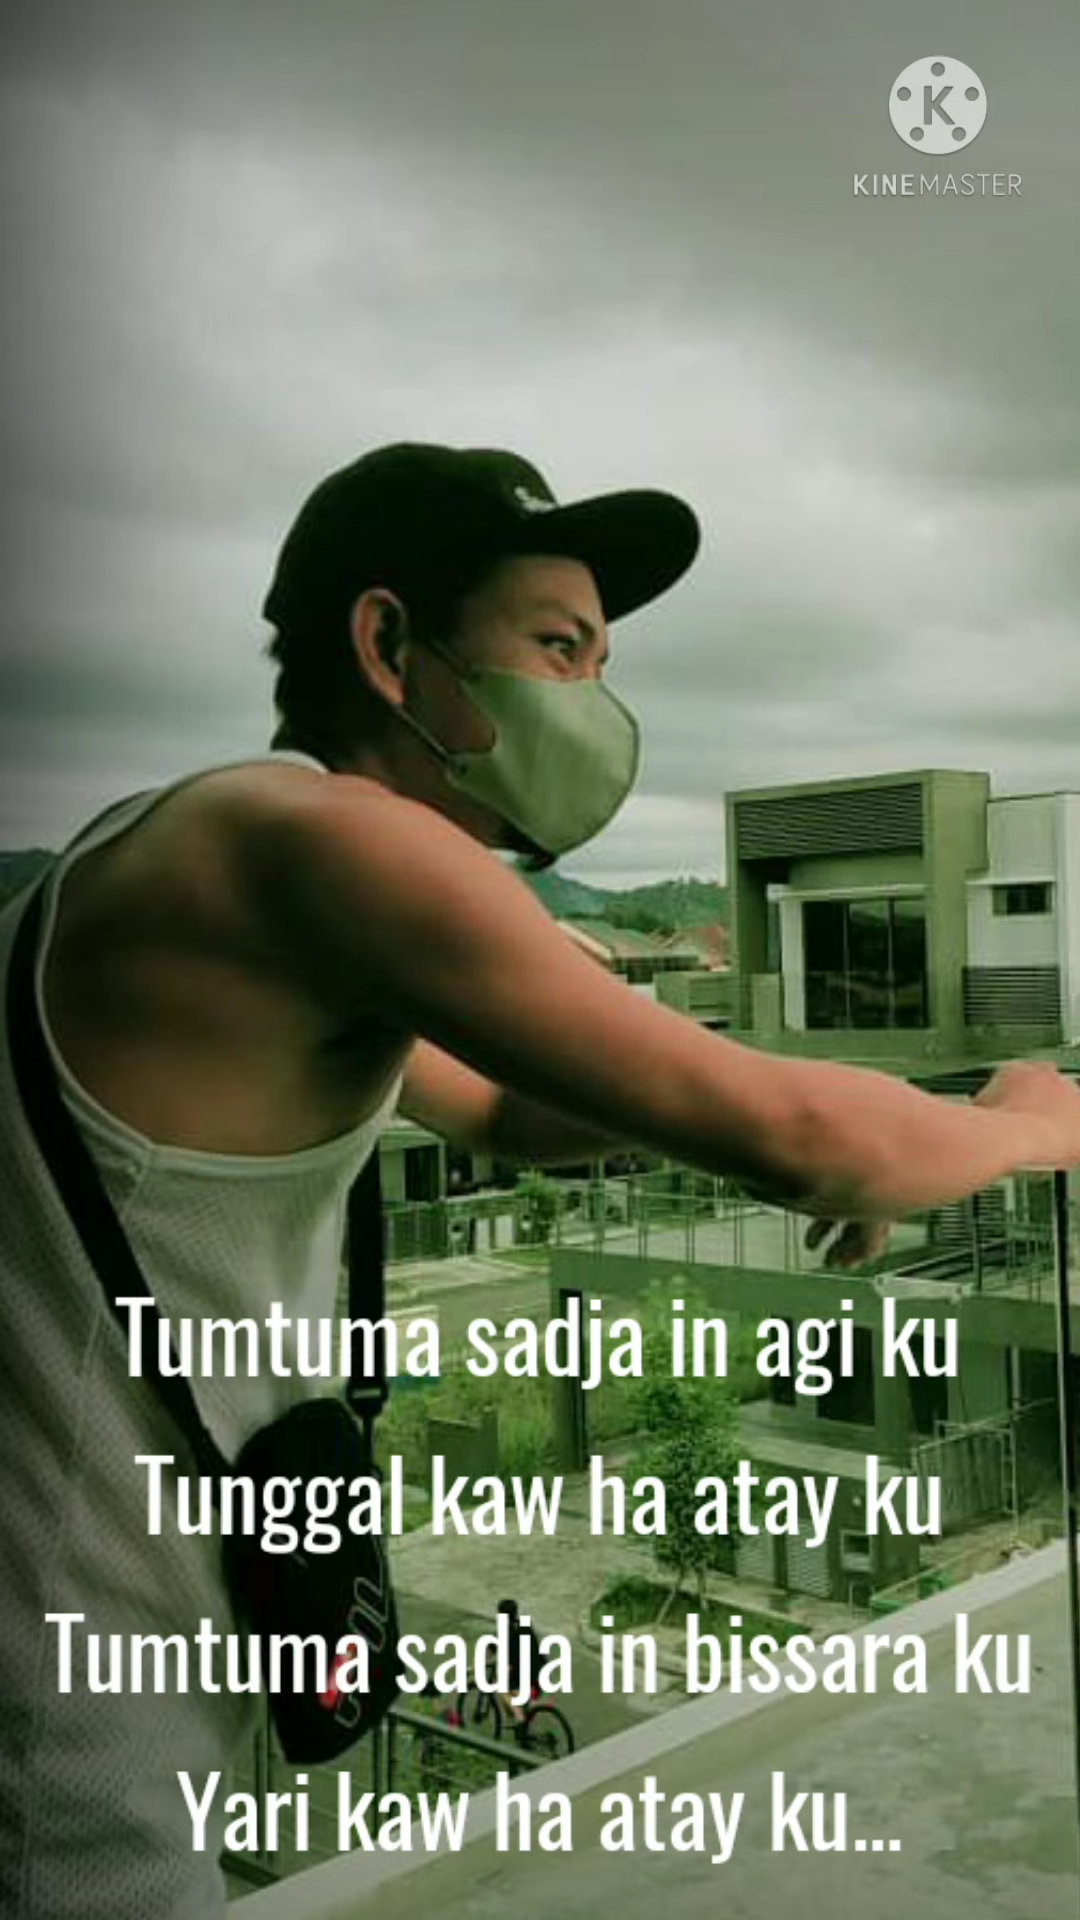 KINEMASTER
Tumtuma sadja in agi ku
Tunggal kaw ha atay ku
Tumtuma sadja in bissara ku
Yari kaw ha atay ku...